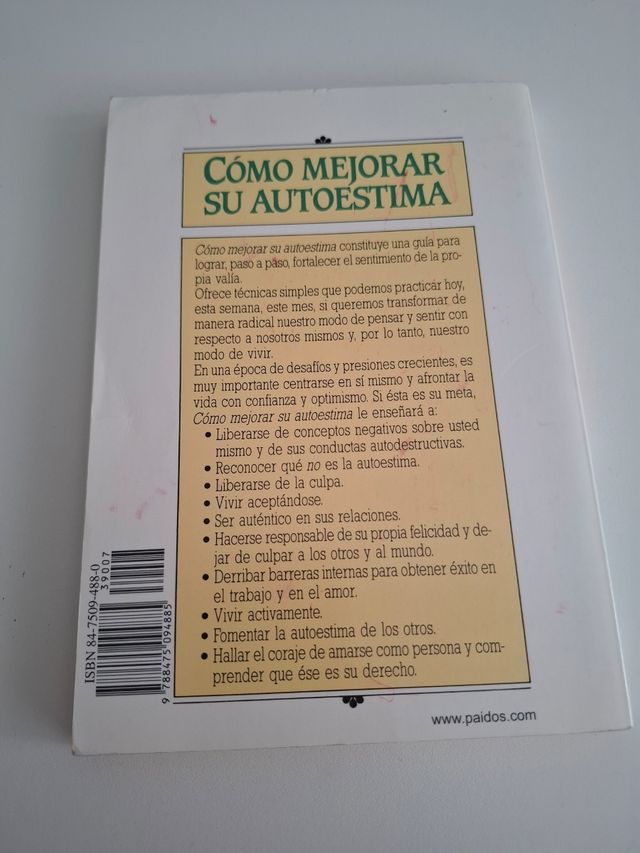 CÓMO MEJORAR
SU AUTOESTIMA
Cómo mejorar su autoestima constituye una guía para
lograr, paso a paso, fortalecer el sentimiento de la pro-
pia valía.
Ofrece técnicas simples que podemos practicar hoy,
esta semana, este mes, si queremos transformar de
manera radical nuestro modo de pensar y sentir con
respecto a nosotros mismos y, por lo tanto, nuestro
modo de vivir.
En una época de desafíos y presiones crecientes, es
muy importante centrarse en sí mismo y afrontar la
vida con confianza y optimismo. Si ésta es su meta,
Cómo mejorar su autoestima le enseñará a:
• Liberarse de conceptos negativos sobre usted
mismo y de sus conductas autodestructivas.
• Reconocer qué no es la autoestima.
• Liberarse de la culpa.
• Vivir aceptándose.
• Ser auténtico en sus relaciones.
• Hacerse responsable de su propia felicidad y de-
jar de culpar a los otros y al mundo.
• Derribar barreras internas para obtener éxito en
el trabajo y en el amor.
• Vivir activamente.
• Fomentar la autoestima de los otros.
• Hallar el coraje de amarse como persona y com-
prender que ése es su derecho.
ISBN 84-7509-488-0
39007
9 788475 094885
www.paidos.com